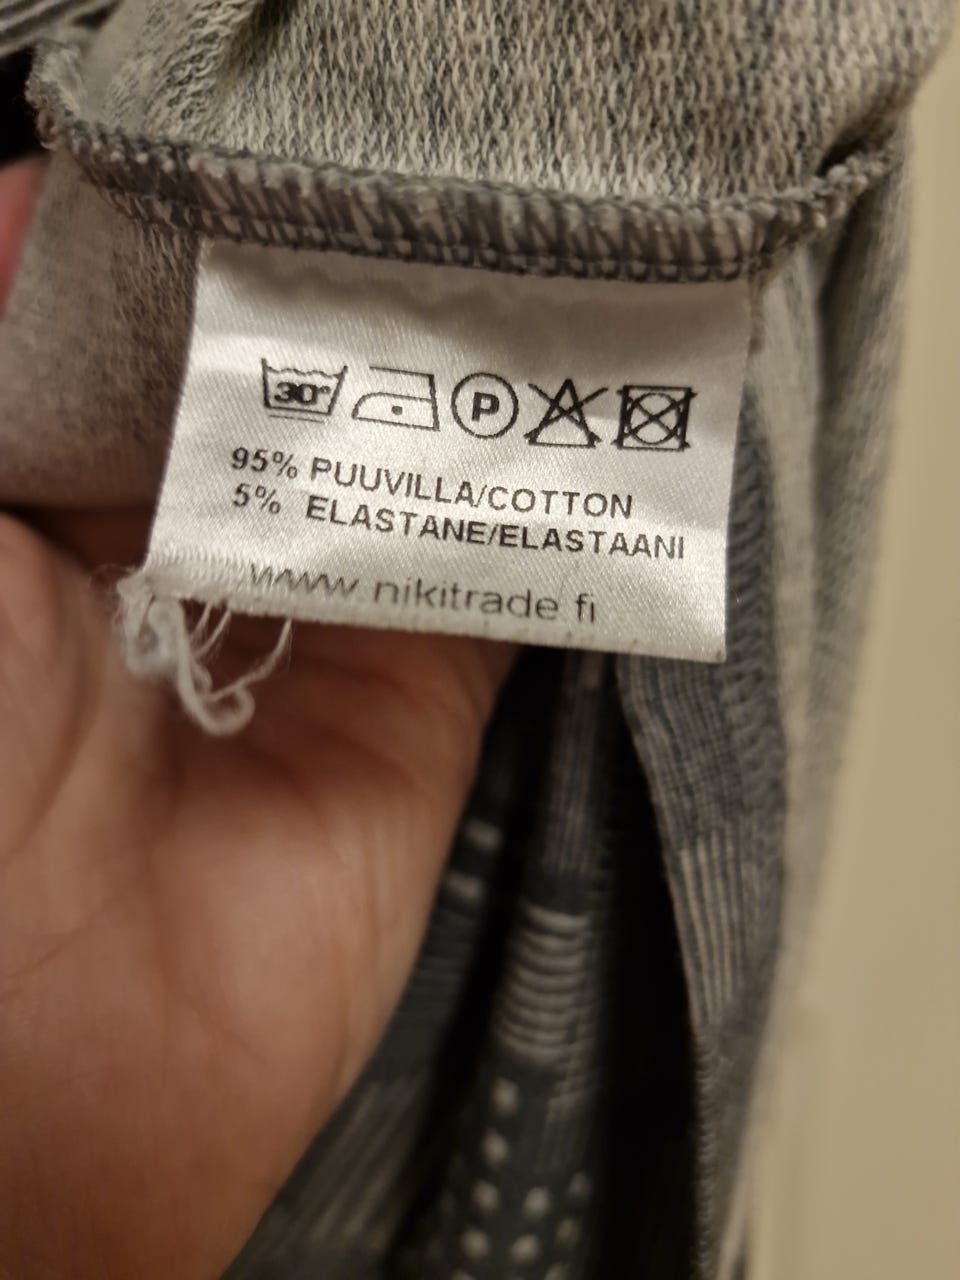 30° P
95% PUUVILLA/COTTON
5% ELASTANE/ELASTAANI
www nikitrade fi